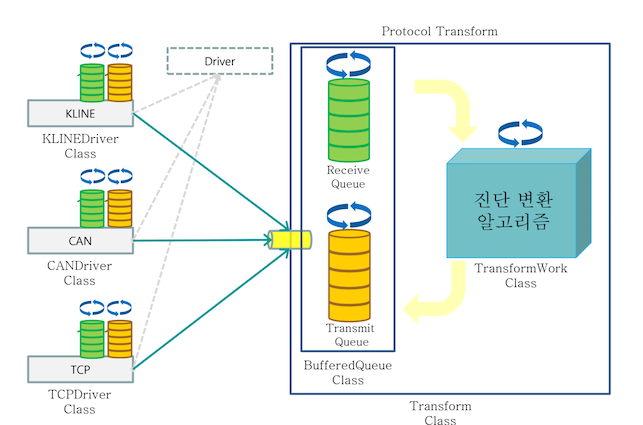 Protocol Transform
Driver
KLINE
KLINEDriver
Class
CAN
CANDriver
Class
TCP
TCPDriver
Class
Receive
Queue
Transmit
Queue
BufferedQueue
Class
진단 변환
알고리즘
TransformWork
Class
Transform
Class